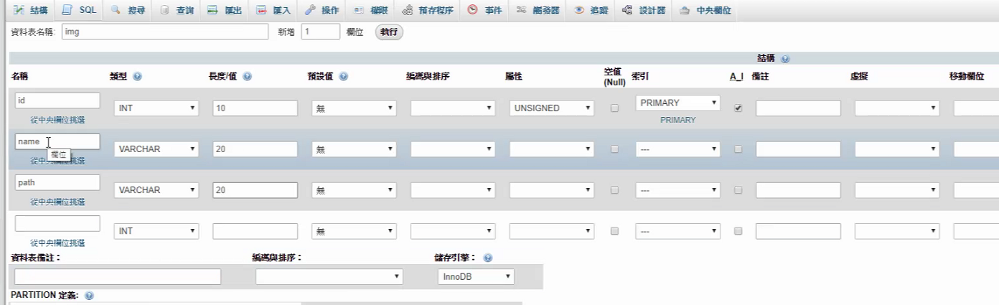 結構 SQL 搜尋 查詢 匯出 匯入 操作 權限 預存程序 事件 觸發器 追蹤 設計器 中央欄位
資料表名稱: img 新增 1 欄位 執行
結構
名稱 類型 長度/值 預設值 編碼與排序 屬性 空值 (Null) 索引 A_I 備註 虛擬 移動欄位
id INT 10 無 UNSIGNED PRIMARY
從中央欄位挑選 PRIMARY
name VARCHAR 20 無 ---
欄位
從中央欄位挑選
path VARCHAR 20 無 ---
從中央欄位挑選
INT 無 ---
從中央欄位挑選
資料表備註： 編碼與排序： 儲存引擎：
InnoDB
PARTITION 定義: